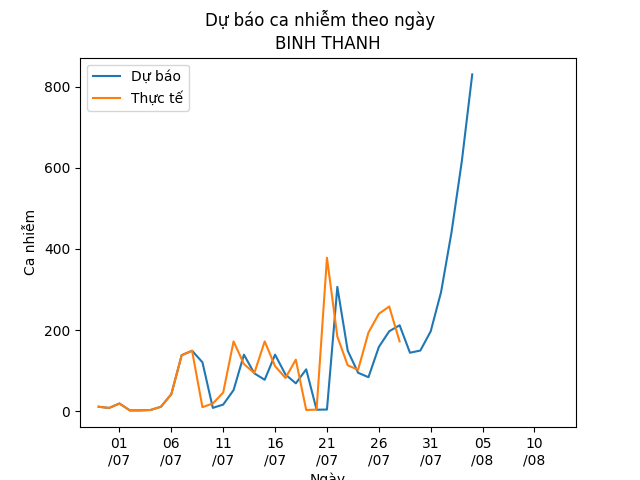 Dự báo ca nhiễm theo ngày
BINH THANH
Dự báo
Thực tế
Ca nhiễm
800
600
400
200
0
01 06 11 16 21 26 31 05 10
/07 /07 /07 /07 /07 /07 /07 /08 /08
Ngày